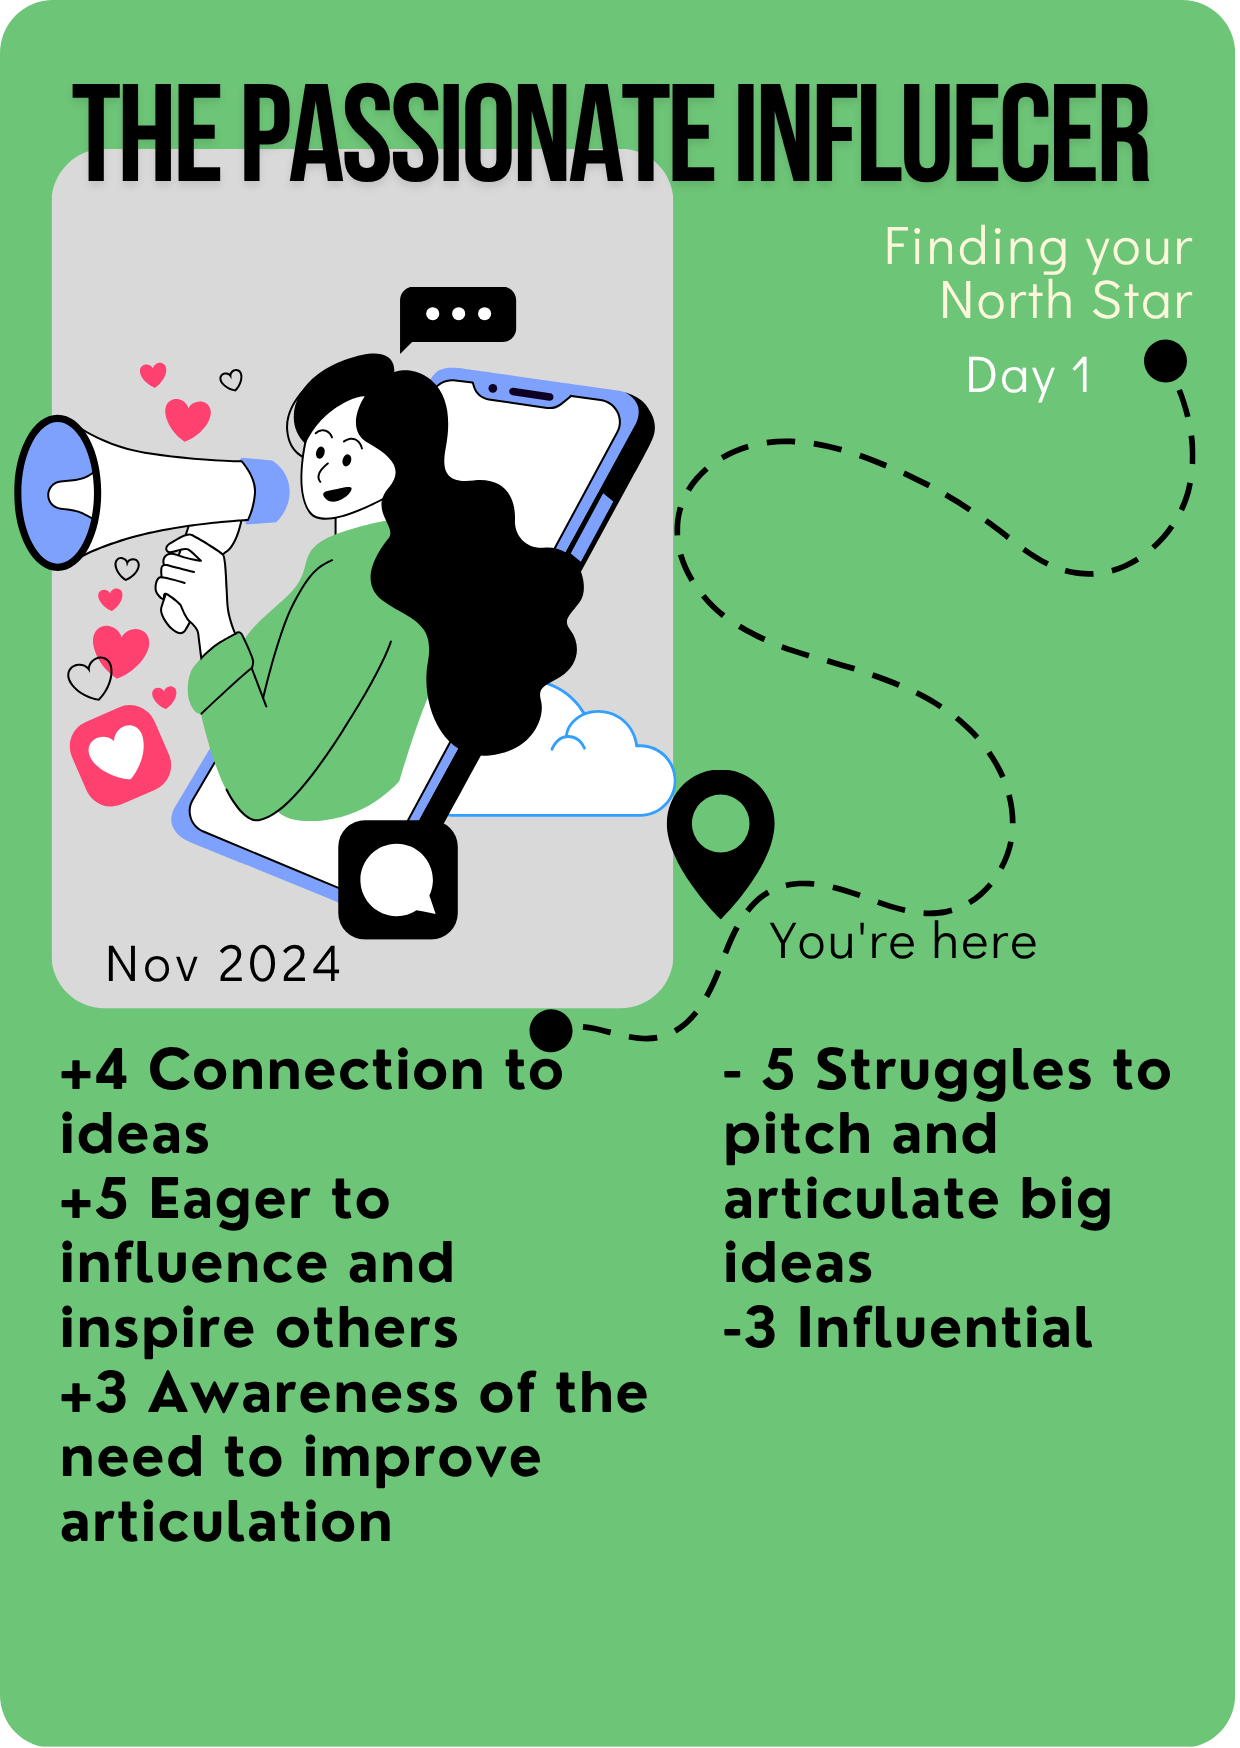 THE PASSIONATE INFLUECER
Finding your
North Star
Day 1
You're here
Nov 2024
+4 Connection to
ideas
+5 Eager to
influence and
inspire others
+3 Awareness of the
need to improve
articulation
- 5 Struggles to
pitch and
articulate big
ideas
-3 Influential